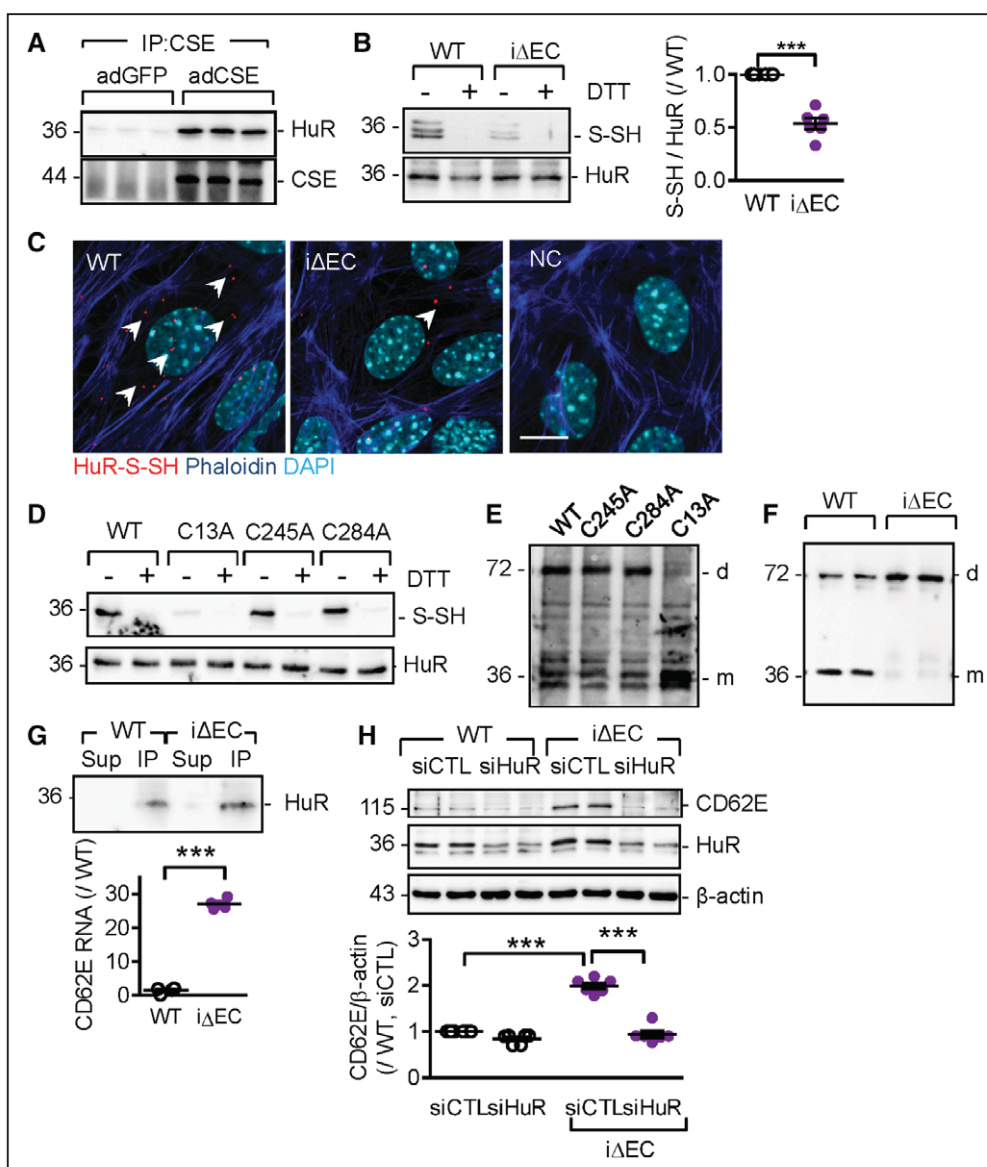 A
IP:CSE
adGFP adCSE
36 HuR
44 CSE
B
WT iΔEC
- + - + DTT
36 S-SH
36 HuR
***
S-SH / HuR (/ WT)
1.0
0.5
0.0
WT iΔEC
C
WT
iΔEC
NC
HuR-S-SH Phaloidin DAPI
D
WT C13A C245A C284A
- + - + - + - + DTT
36 S-SH
36 HuR
E
WT C245A C284A C13A
72 - d
36 - m
F
WT iΔEC
72 - d
36 - m
G
WT iΔEC
Sup IP Sup IP
36 HuR
CD62E RNA (/ WT)
***
30
20
10
0
WT iΔEC
H
WT iΔEC
siCTL siHuR siCTL siHuR
115 CD62E
36 HuR
43 β-actin
CD62E/β-actin
(/ WT, siCTL)
*** ***
3
2
1
0
siCTLsiHuR siCTLsiHuR
iΔEC